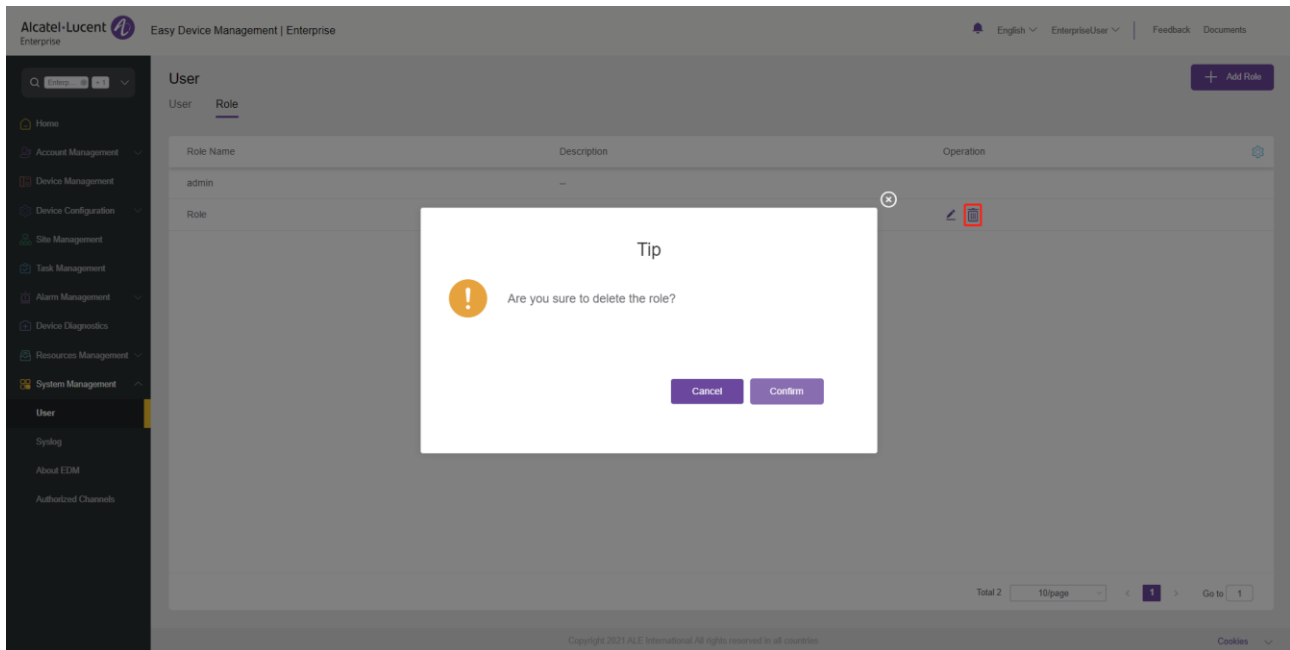 Alcatel·Lucent
Enterprise
Easy Device Management | Enterprise
English
EnterpriseUser
Feedback
Documents
Enterp...
+ 1
Home
Account Management
Device Management
Device Configuration
Site Management
Task Management
Alarm Management
Device Diagnostics
Resources Management
System Management
User
Syslog
About EDM
Authorized Channels
User
Add Role
User Role
Role Name Description Operation
admin --
Role
Tip
Are you sure to delete the role?
Cancel Confirm
Total 2 10/page < 1 > Go to 1
Copyright 2021 ALE International All rights reserved in all countries
Cookies